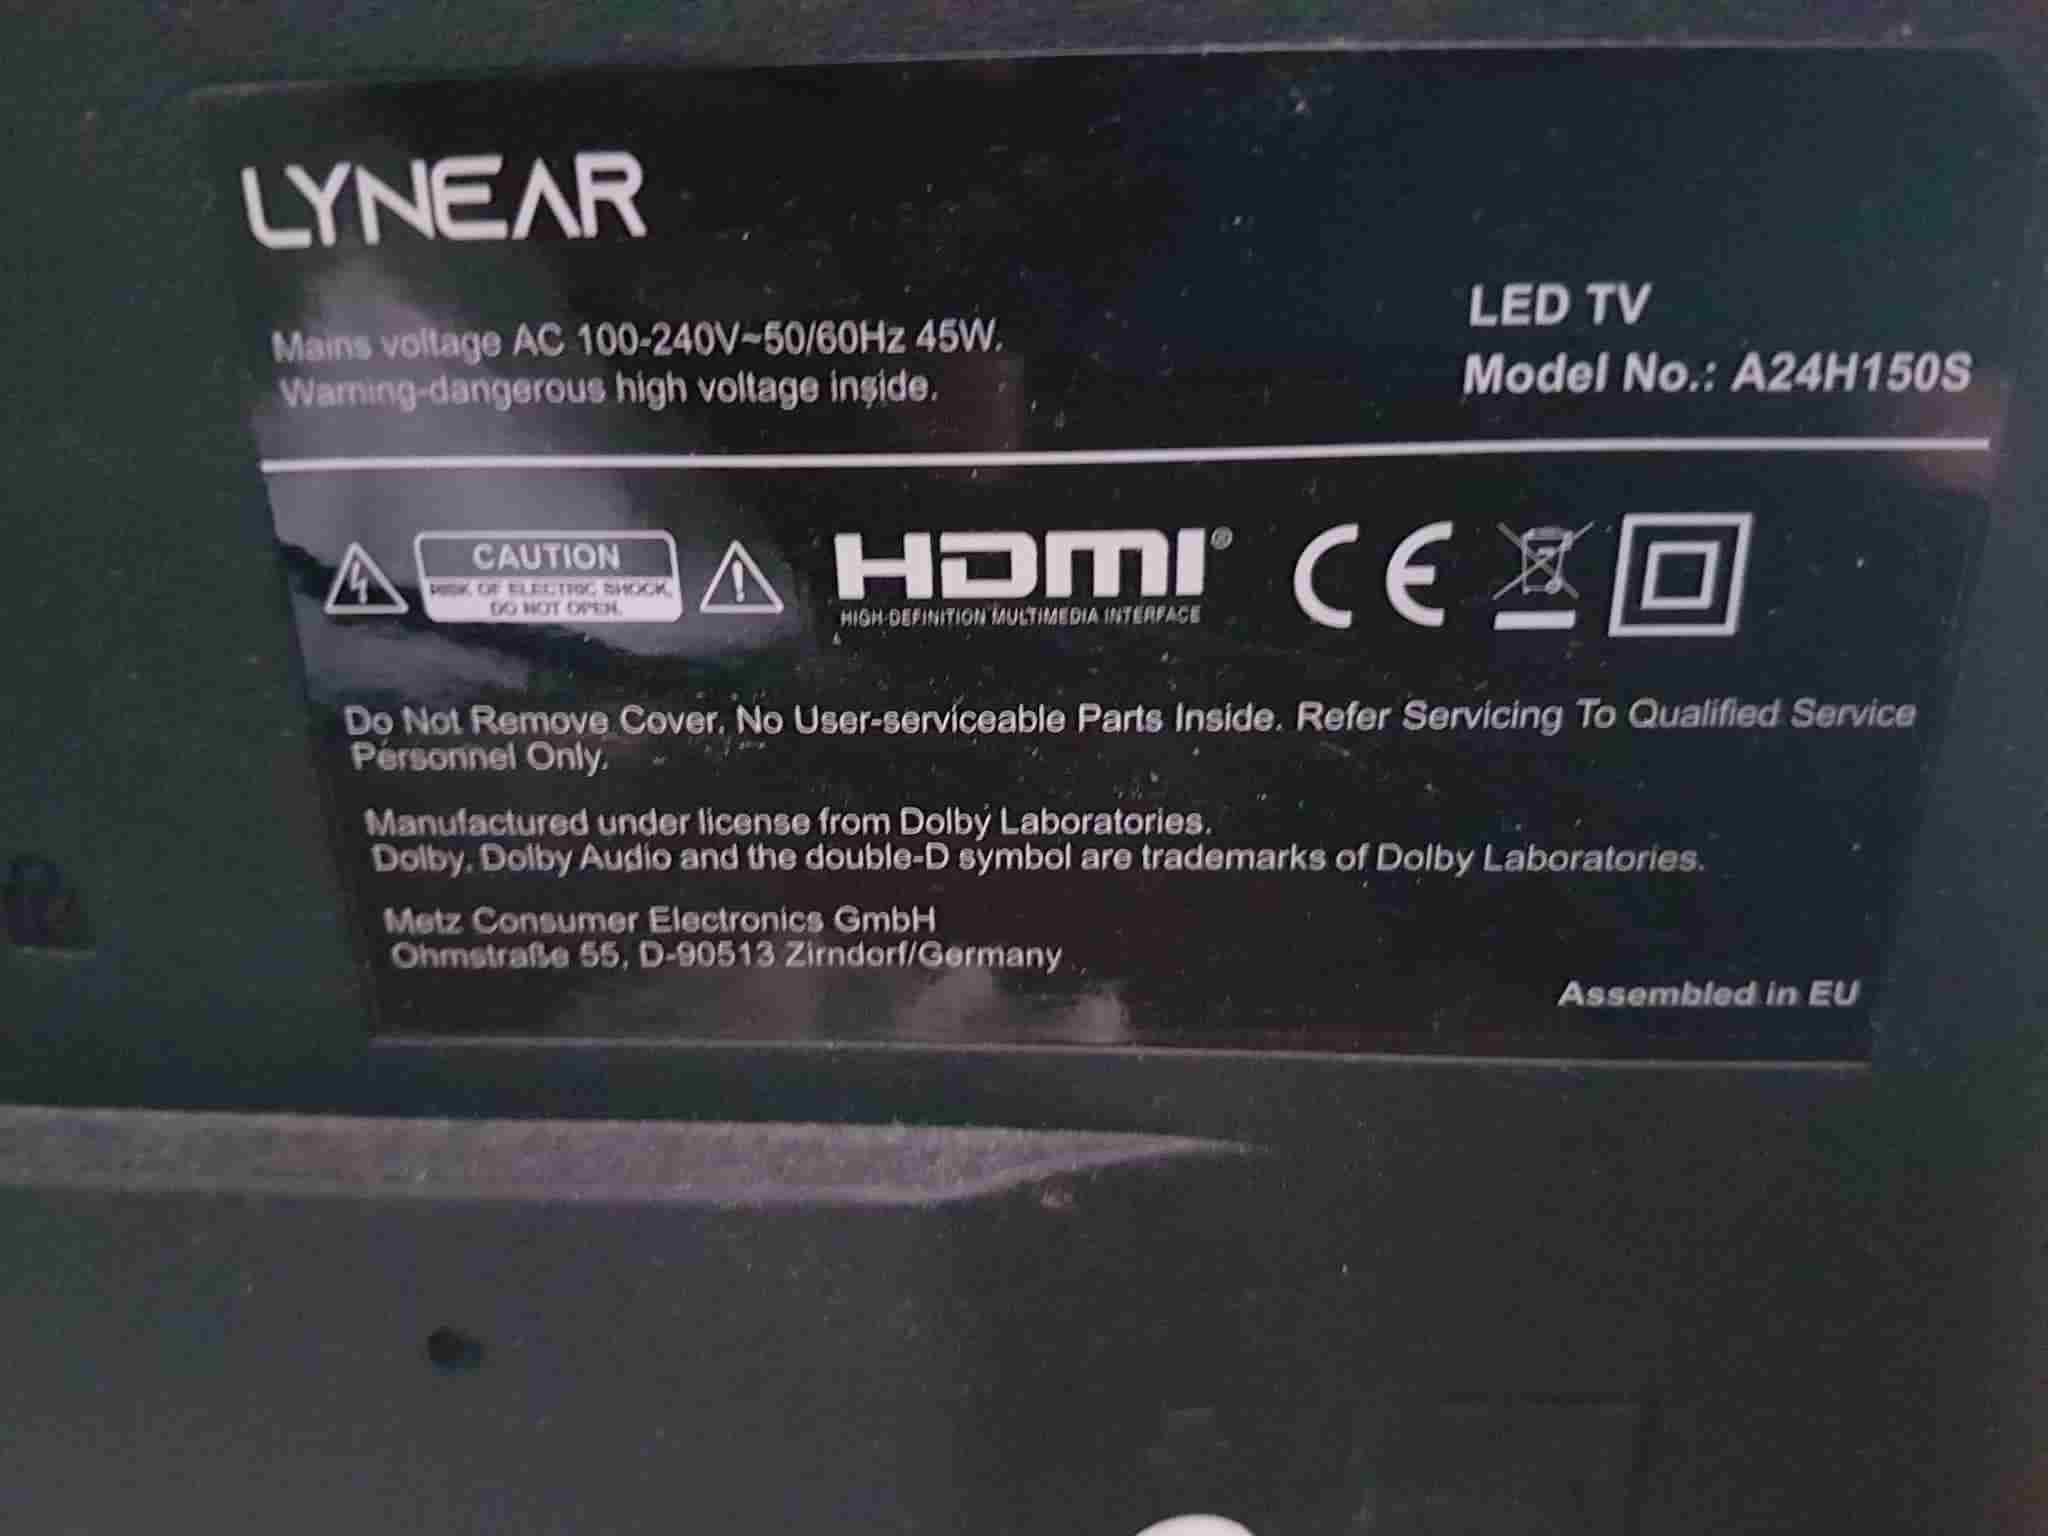 LYNEAR
Mains voltage AC 100-240V~50/60Hz 45W.
Warning-dangerous high voltage inside.
LED TV
Model No.: A24H150S
CAUTION
RISK OF ELECTRIC SHOCK,
DO NOT OPEN.
HDMI®
HIGH-DEFINITION MULTIMEDIA INTERFACE
CE
Do Not Remove Cover. No User-serviceable Parts Inside. Refer Servicing To Qualified Service
Personnel Only.
Manufactured under license from Dolby Laboratories.
Dolby, Dolby Audio and the double-D symbol are trademarks of Dolby Laboratories.
Metz Consumer Electronics GmbH
Ohmstraße 55, D-90513 Zirndorf/Germany
Assembled in EU